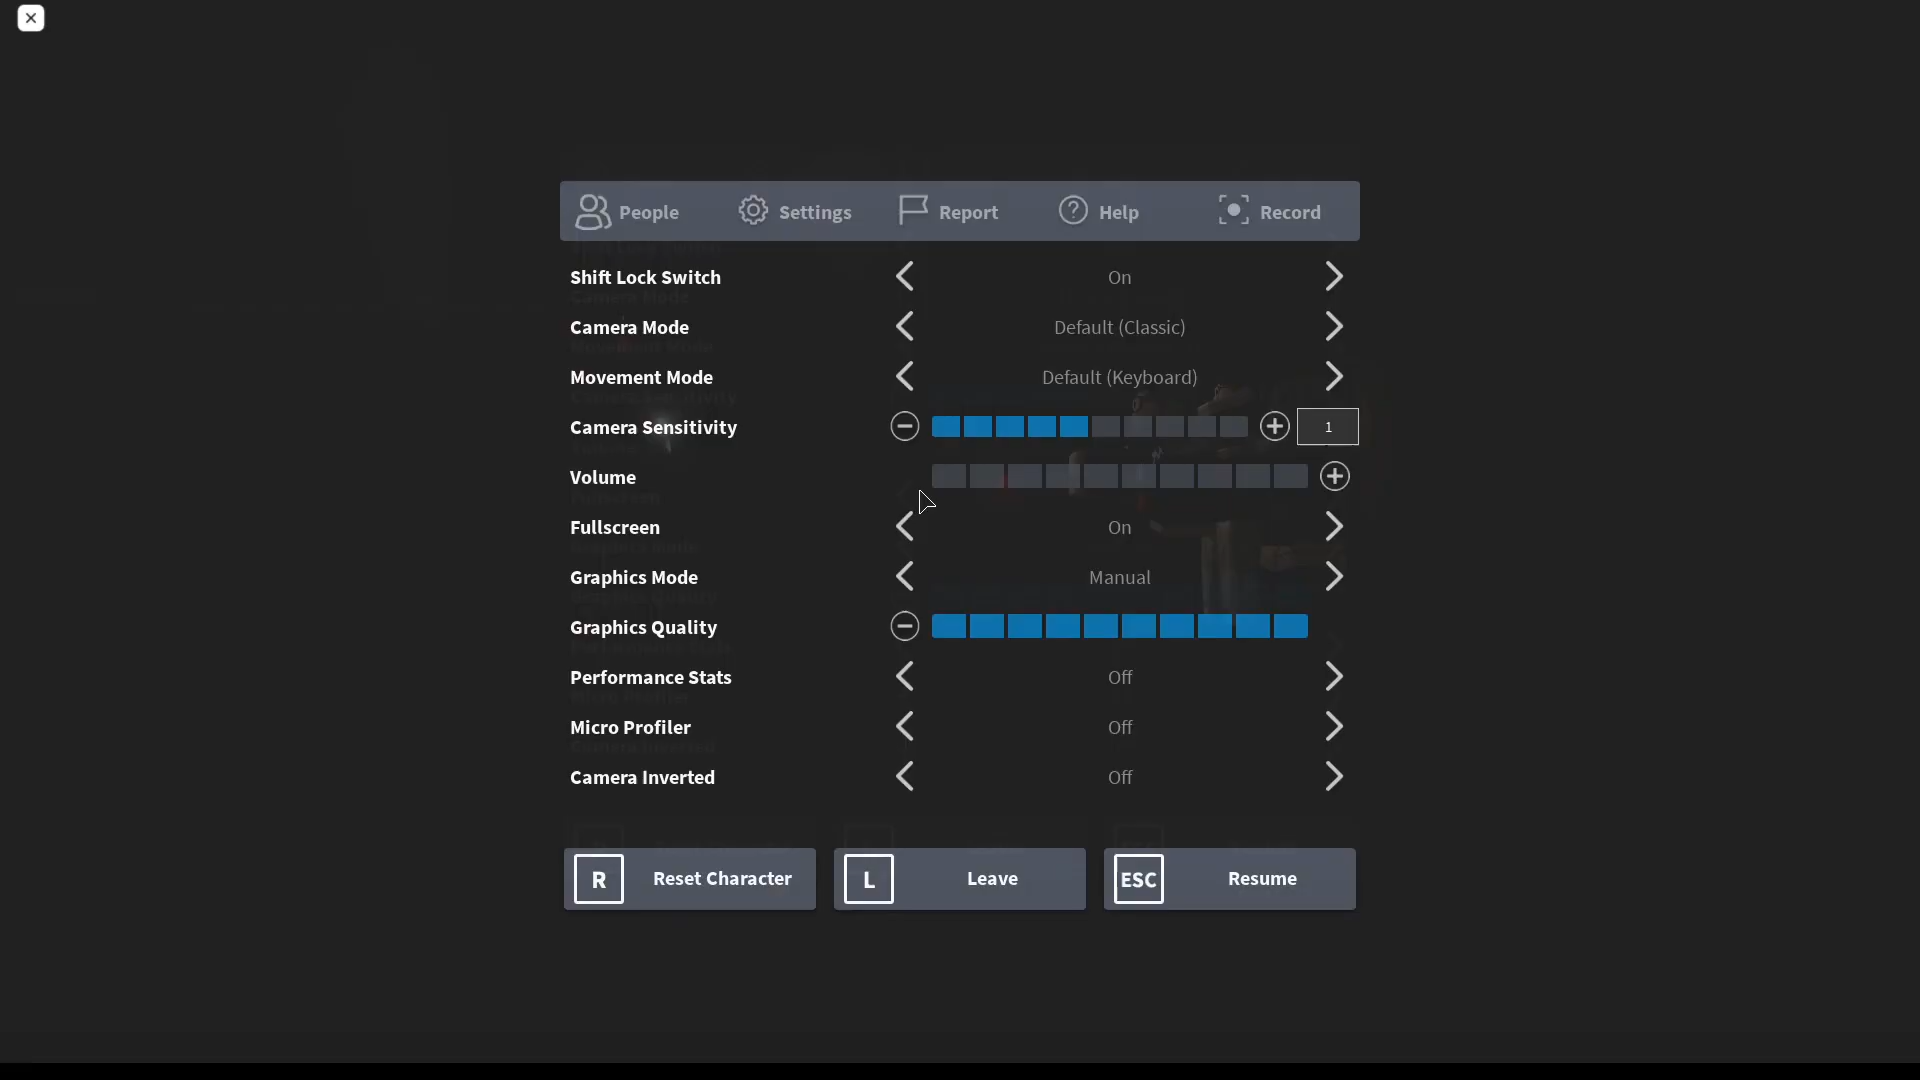 People Settings Report Help Record
Shift Lock Switch On
Camera Mode Default (Classic)
Movement Mode Default (Keyboard)
Camera Sensitivity 1
Volume
Fullscreen On
Graphics Mode Manual
Graphics Quality
Performance Stats Off
Micro Profiler Off
Camera Inverted Off
R Reset Character L Leave ESC Resume